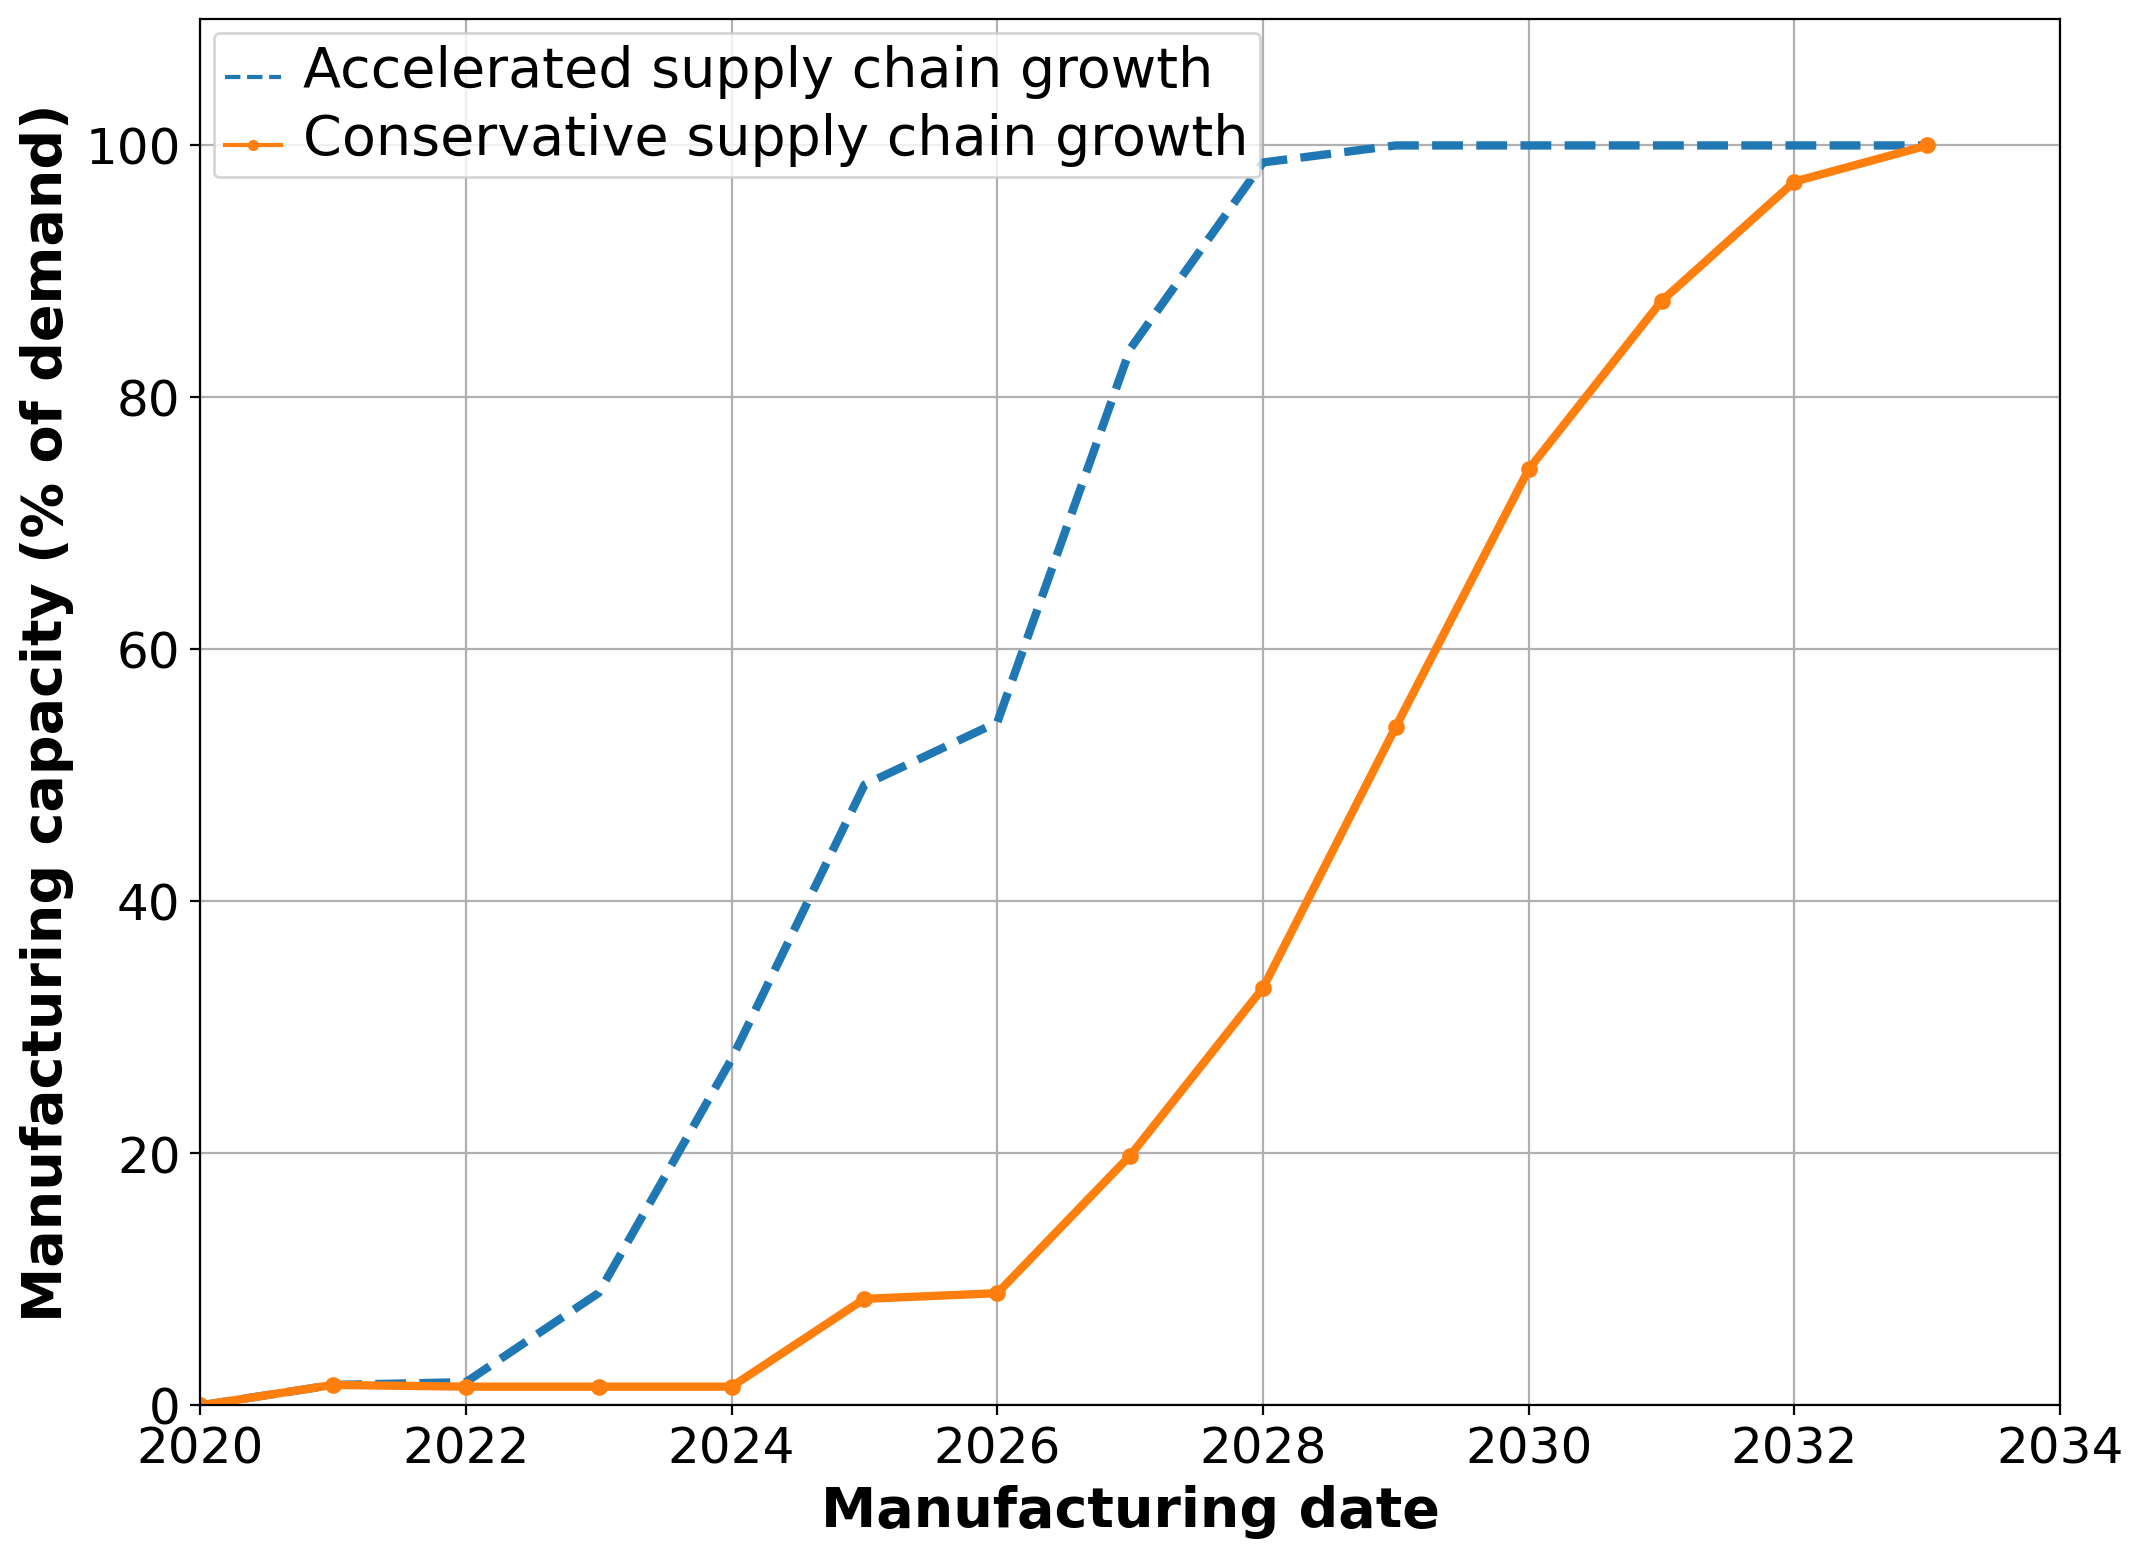 Accelerated supply chain growth
Conservative supply chain growth
Manufacturing capacity (% of demand)
100
80
60
40
20
0
2020 2022 2024 2026 2028 2030 2032 2034
Manufacturing date